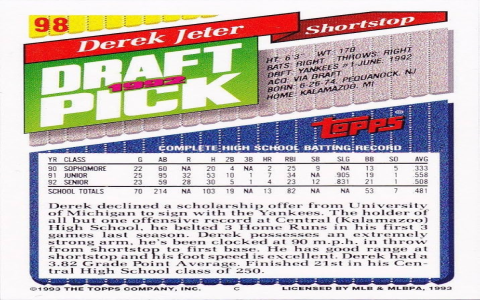 98
Derek Jeter
Shortstop
DRAFT
1992
PICK
HT: 6'3" WT: 170
BATS: RIGHT THROWS: RIGHT
DRAFT: YANKEES #1-JUNE, 1992
ACQ: VIA DRAFT
BORN: 6-26-74, PEQUANOCK, NJ
HOME: KALAMAZOO, MI
TOPPS
COMPLETE HIGH SCHOOL BATTING RECORD
YR CLASS G AB R H 2B 3B HR RBI SB SLG BB SO AVG
90 SOPHOMORE 22 60 NA 20 4 NA 2 25 9 NA 13 5 333
91 JUNIOR 25 95 32 53 10 1 7 34 NA 905 19 1 558
92 SENIOR 23 59 28 30 5 1 4 23 12 831 21 1 508
SCHOOL TOTALS 70 214 NA 103 19 NA 13 82 NA NA 53 7 481
Derek declined a scholarship offer from University
of Michigan to sign with the Yankees. The holder of
all but one offensive record at Central (Kalamazoo)
High School, he belted 3 Home Runs in his first 3
games last season. Derek possesses an extremely
strong arm. he's been clocked at 90 m.p.h. in throw
from shortstop to first base. He has good range at
shortstop and his foot speed is excellent. Derek had a
3.82 Grade Point Average. Finished 21st in his Cen-
tral High School class of 250.
©1993 THE TOPPS COMPANY, INC. C LICENSED BY MLB & MLBPA, 1993